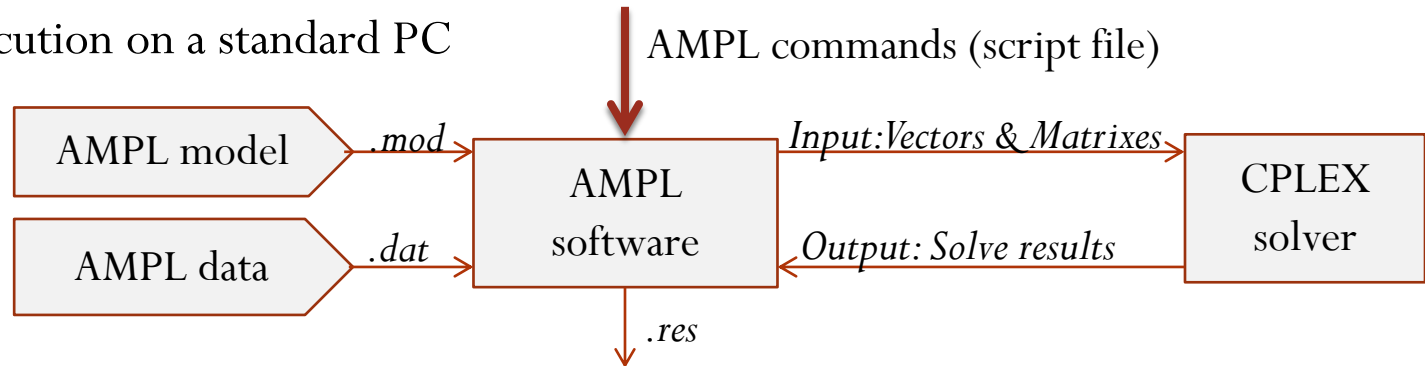 cution on a standard PC
AMPL commands (script file)
AMPL model
.mod
AMPL
software
Input:Vectors & Matrixes
CPLEX
solver
AMPL data
.dat
Output: Solve results
.res